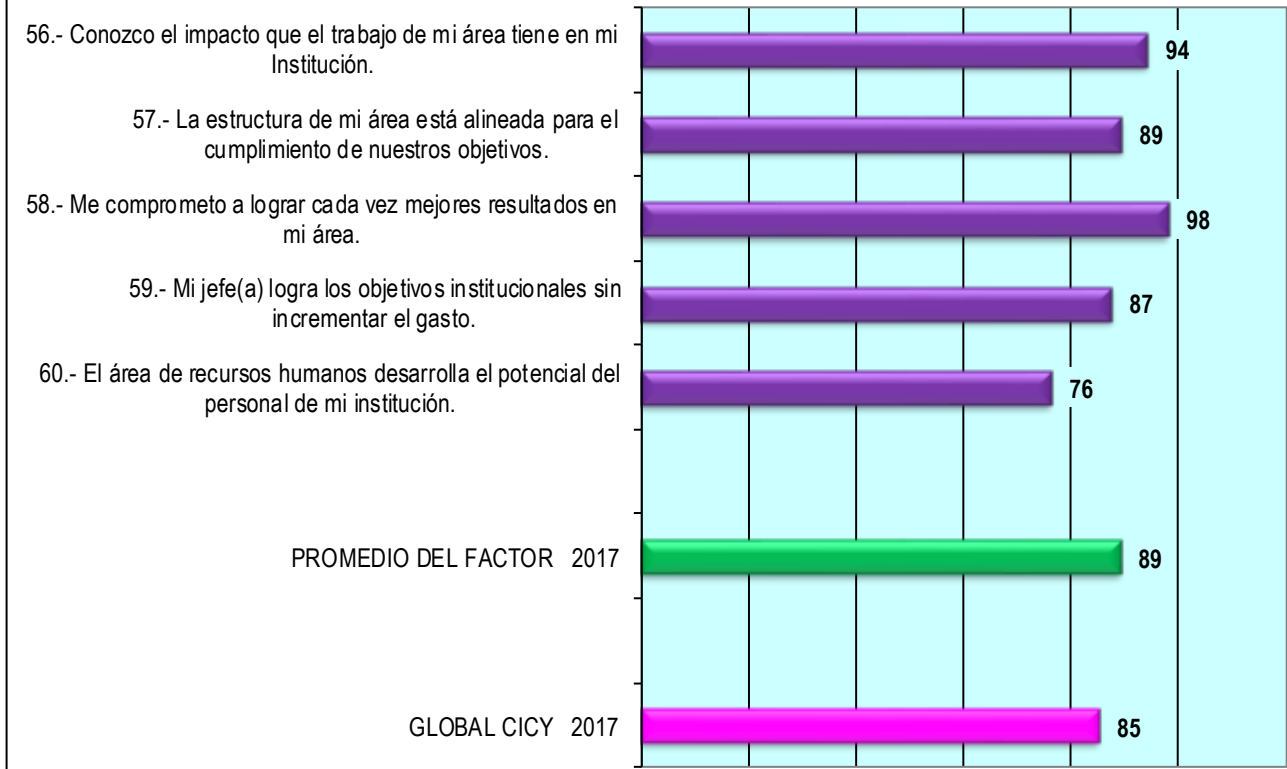 56.- Conozco el impacto que el trabajo de mi área tiene en mi
Institución.
94
57.- La estructura de mi área está alineada para el
cumplimiento de nuestros objetivos.
89
58.- Me comprometo a lograr cada vez mejores resultados en
mi área.
98
59.- Mi jefe(a) logra los objetivos institucionales sin
incrementar el gasto.
87
60.- El área de recursos humanos desarrolla el potencial del
personal de mi institución.
76
PROMEDIO DEL FACTOR 2017
89
GLOBAL CICY 2017
85